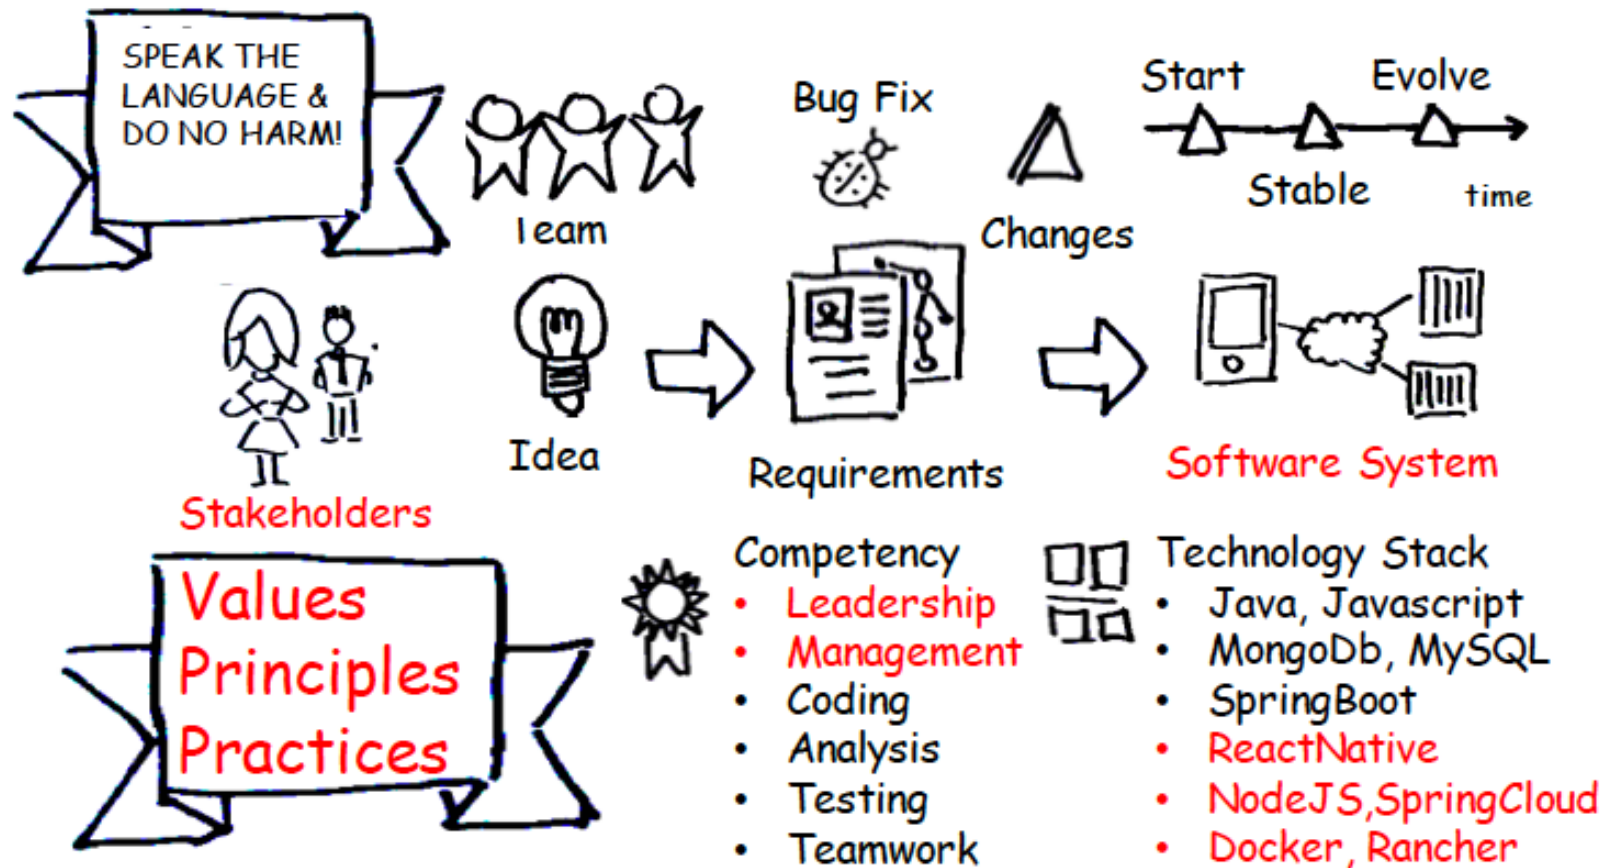 SPEAK THE
LANGUAGE &
DO NO HARM!
Team
Bug Fix
Changes
Start
Evolve
Stable
time
Stakeholders
Idea
Requirements
Software System
Values
Principles
Practices
Competency
• Leadership
• Management
• Coding
• Analysis
• Testing
• Teamwork
Technology Stack
• Java, Javascript
• MongoDb, MySQL
• SpringBoot
• ReactNative
• NodeJS,SpringCloud
• Docker, Rancher